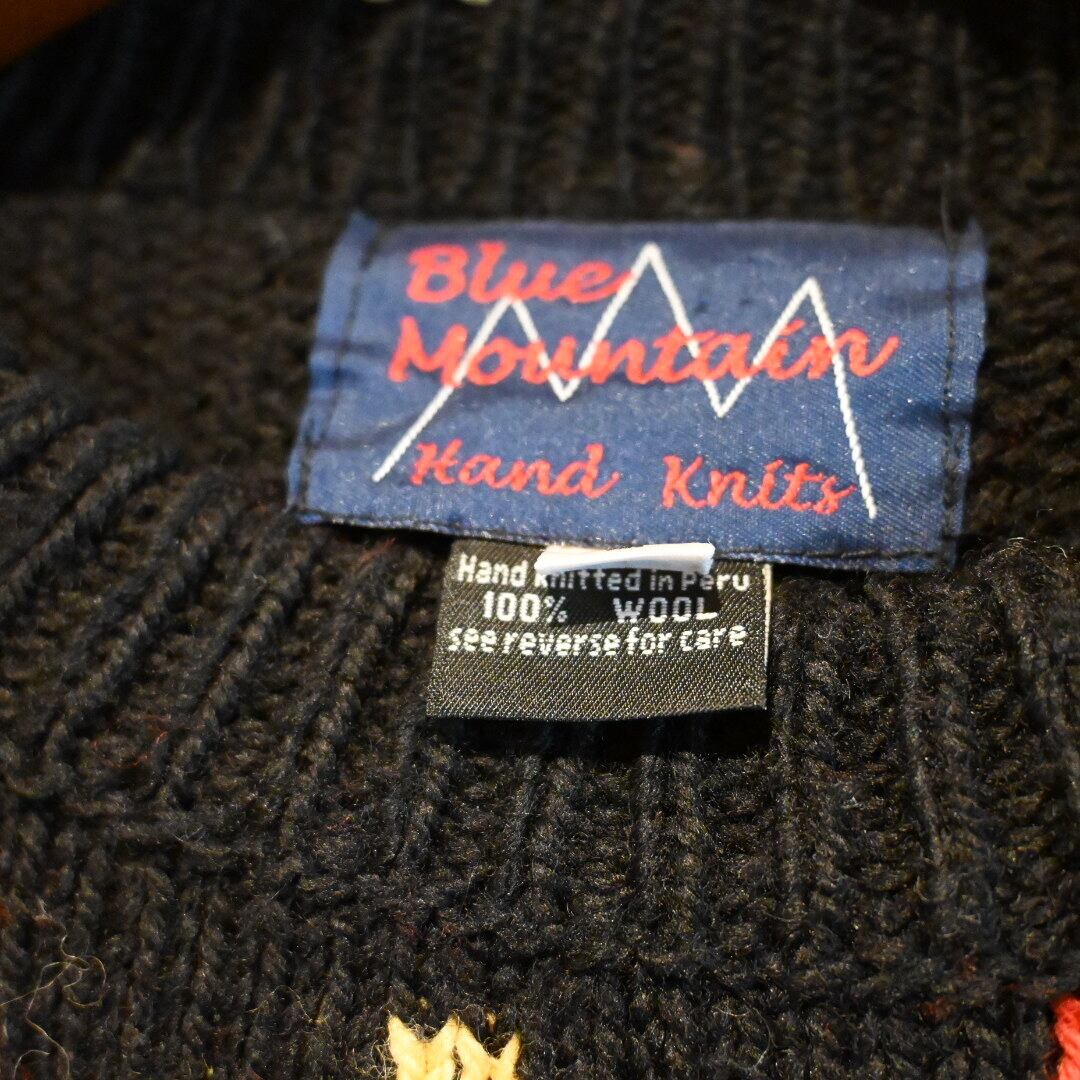 Blue
Mountain
Hand Knits
Hand knitted in Peru
100% WOOL
see reverse for care